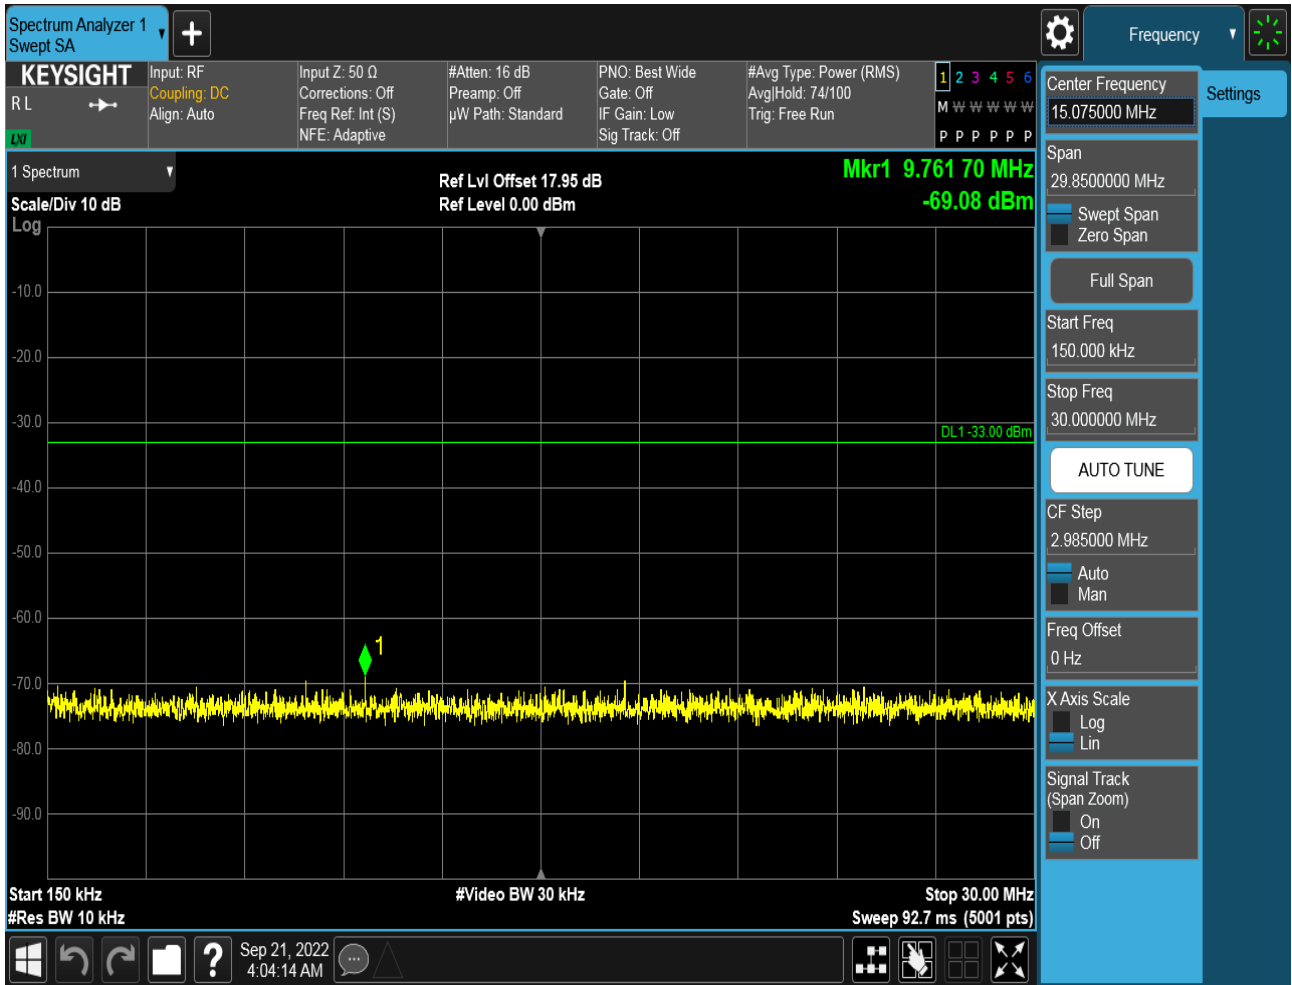 Spectrum Analyzer 1
Swept SA
+
Frequency
KEYSIGHT
R L
LXI
Input: RF
Coupling: DC
Align: Auto
Input Z: 50 Ω
Corrections: Off
Freq Ref: Int (S)
NFE: Adaptive
#Atten: 16 dB
Preamp: Off
µW Path: Standard
PNO: Best Wide
Gate: Off
IF Gain: Low
Sig Track: Off
#Avg Type: Power (RMS)
Avg|Hold: 74/100
Trig: Free Run
1 2 3 4 5 6
M W W W W W
P P P P P P
1 Spectrum
Scale/Div 10 dB
Log
Ref Lvl Offset 17.95 dB
Ref Level 0.00 dBm
Mkr1 9.761 70 MHz
-69.08 dBm
-10.0
-20.0
-30.0
DL1 -33.00 dBm
-40.0
-50.0
-60.0
1
-70.0
-80.0
-90.0
Start 150 kHz
#Res BW 10 kHz
#Video BW 30 kHz
Stop 30.00 MHz
Sweep 92.7 ms (5001 pts)
Center Frequency
15.075000 MHz
Settings
Span
29.8500000 MHz
Swept Span
Zero Span
Full Span
Start Freq
150.000 kHz
Stop Freq
30.000000 MHz
AUTO TUNE
CF Step
2.985000 MHz
Auto
Man
Freq Offset
0 Hz
X Axis Scale
Log
Lin
Signal Track
(Span Zoom)
On
Off
?
Sep 21, 2022
4:04:14 AM